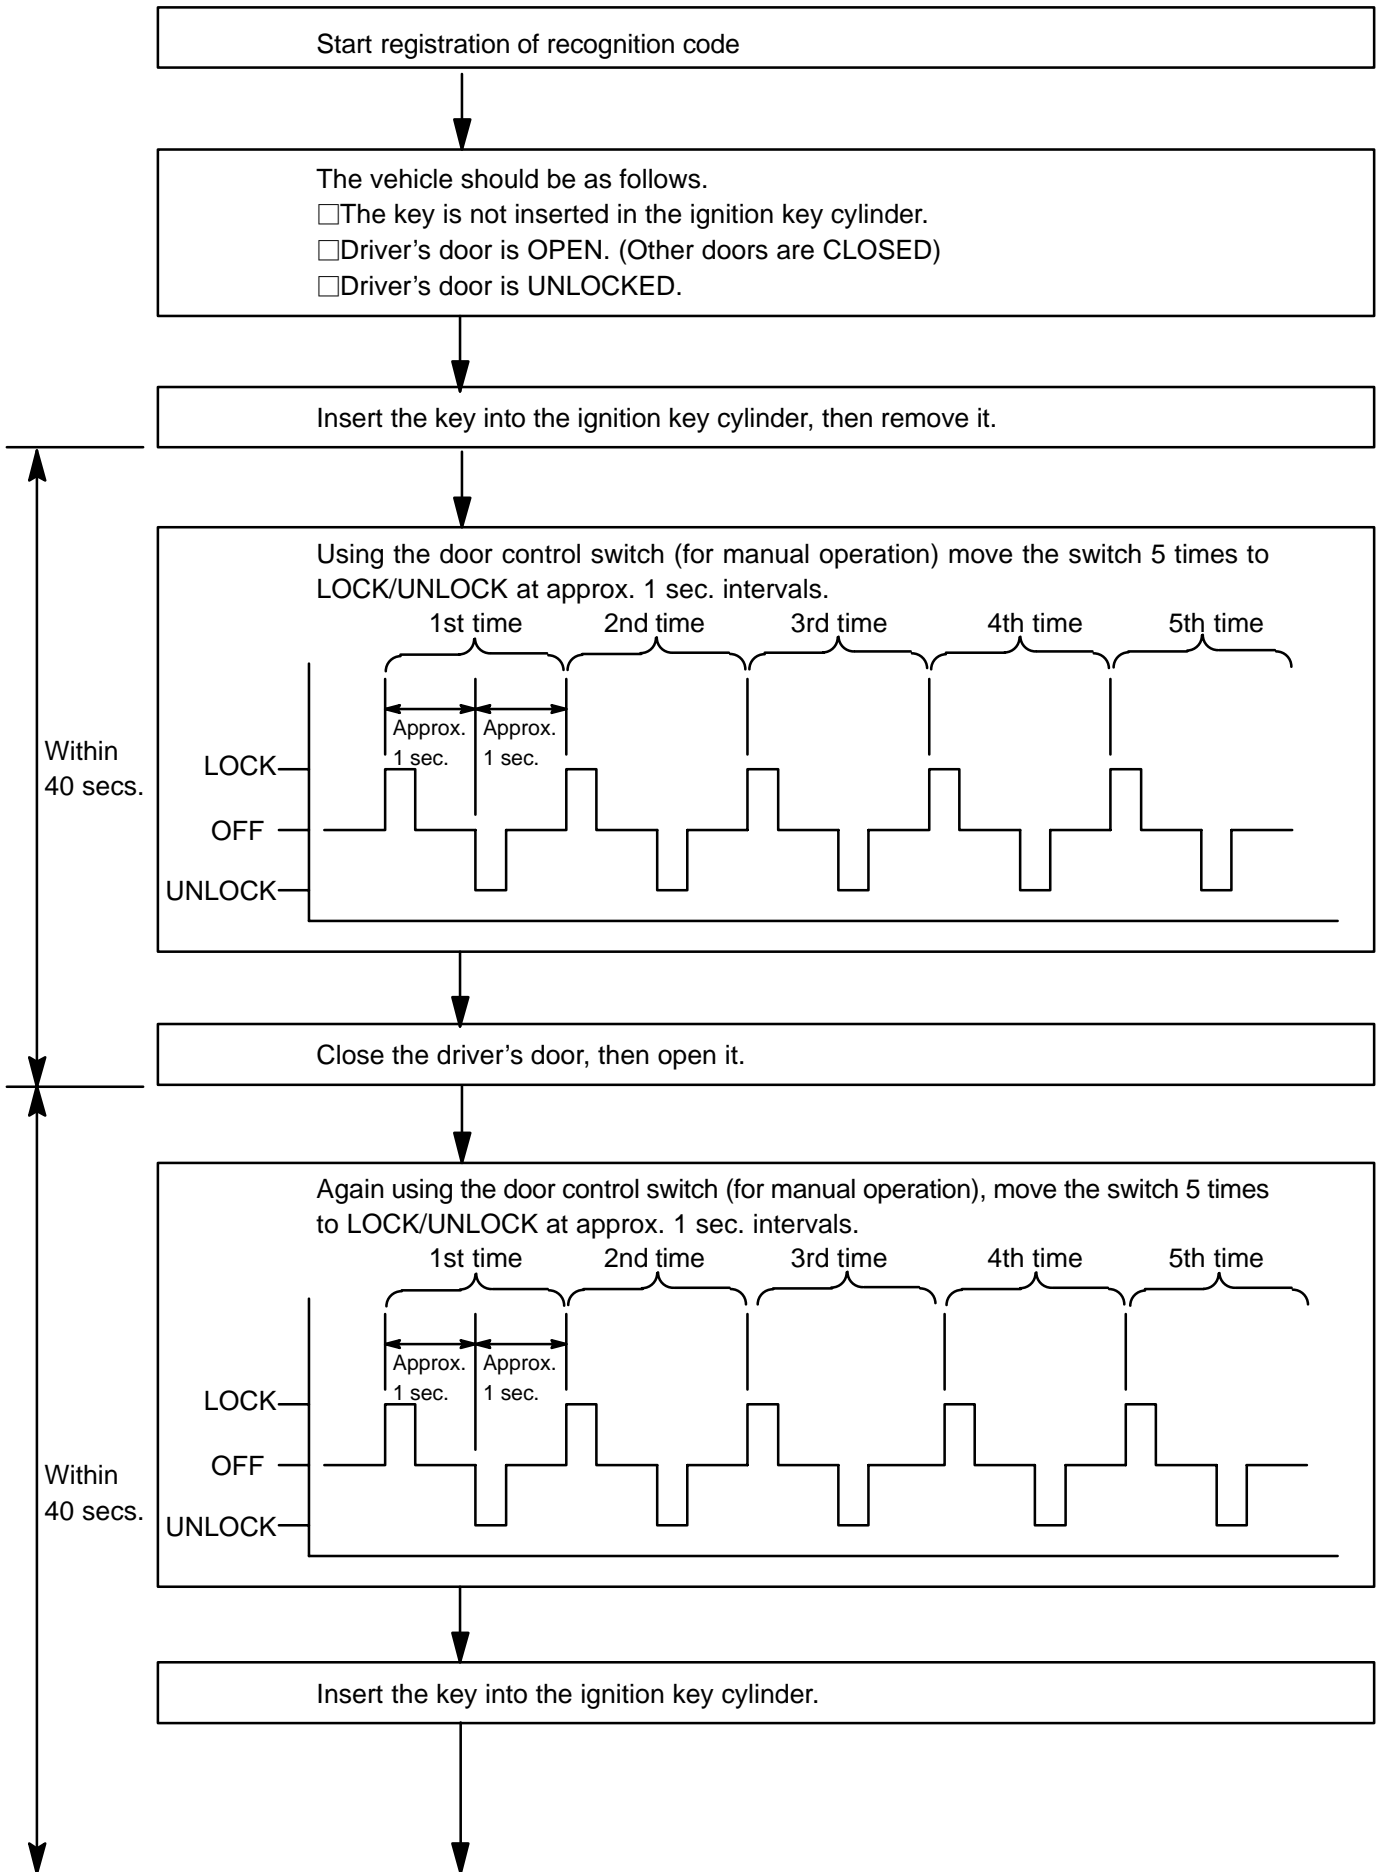 Start registration of recognition code
The vehicle should be as follows.
□The key is not inserted in the ignition key cylinder.
□Driver’s door is OPEN. (Other doors are CLOSED)
□Driver’s door is UNLOCKED.
Insert the key into the ignition key cylinder, then remove it.
Within
40 secs.
Using the door control switch (for manual operation) move the switch 5 times to
LOCK/UNLOCK at approx. 1 sec. intervals.
1st time 2nd time 3rd time 4th time 5th time
Approx. Approx.
1 sec. 1 sec.
LOCK
OFF
UNLOCK
Close the driver’s door, then open it.
Within
40 secs.
Again using the door control switch (for manual operation), move the switch 5 times
to LOCK/UNLOCK at approx. 1 sec. intervals.
1st time 2nd time 3rd time 4th time 5th time
Approx. Approx.
1 sec. 1 sec.
LOCK
OFF
UNLOCK
Insert the key into the ignition key cylinder.